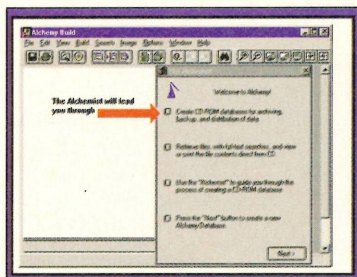 Alchemy Build
File Edit View Build Search Image Options Window Help
The Alchemist will lead
you through
Welcome to Alchemy!
Create CD-ROM databases for archiving,
backup, and distribution of data.
Retrieve files, with full-text searches, and view
or print the file contents direct from CD.
Use the "Alchemist" to guide you through the
process of creating a CD-ROM database
Press the "Next" button to create a new
Alchemy Database.
Next >